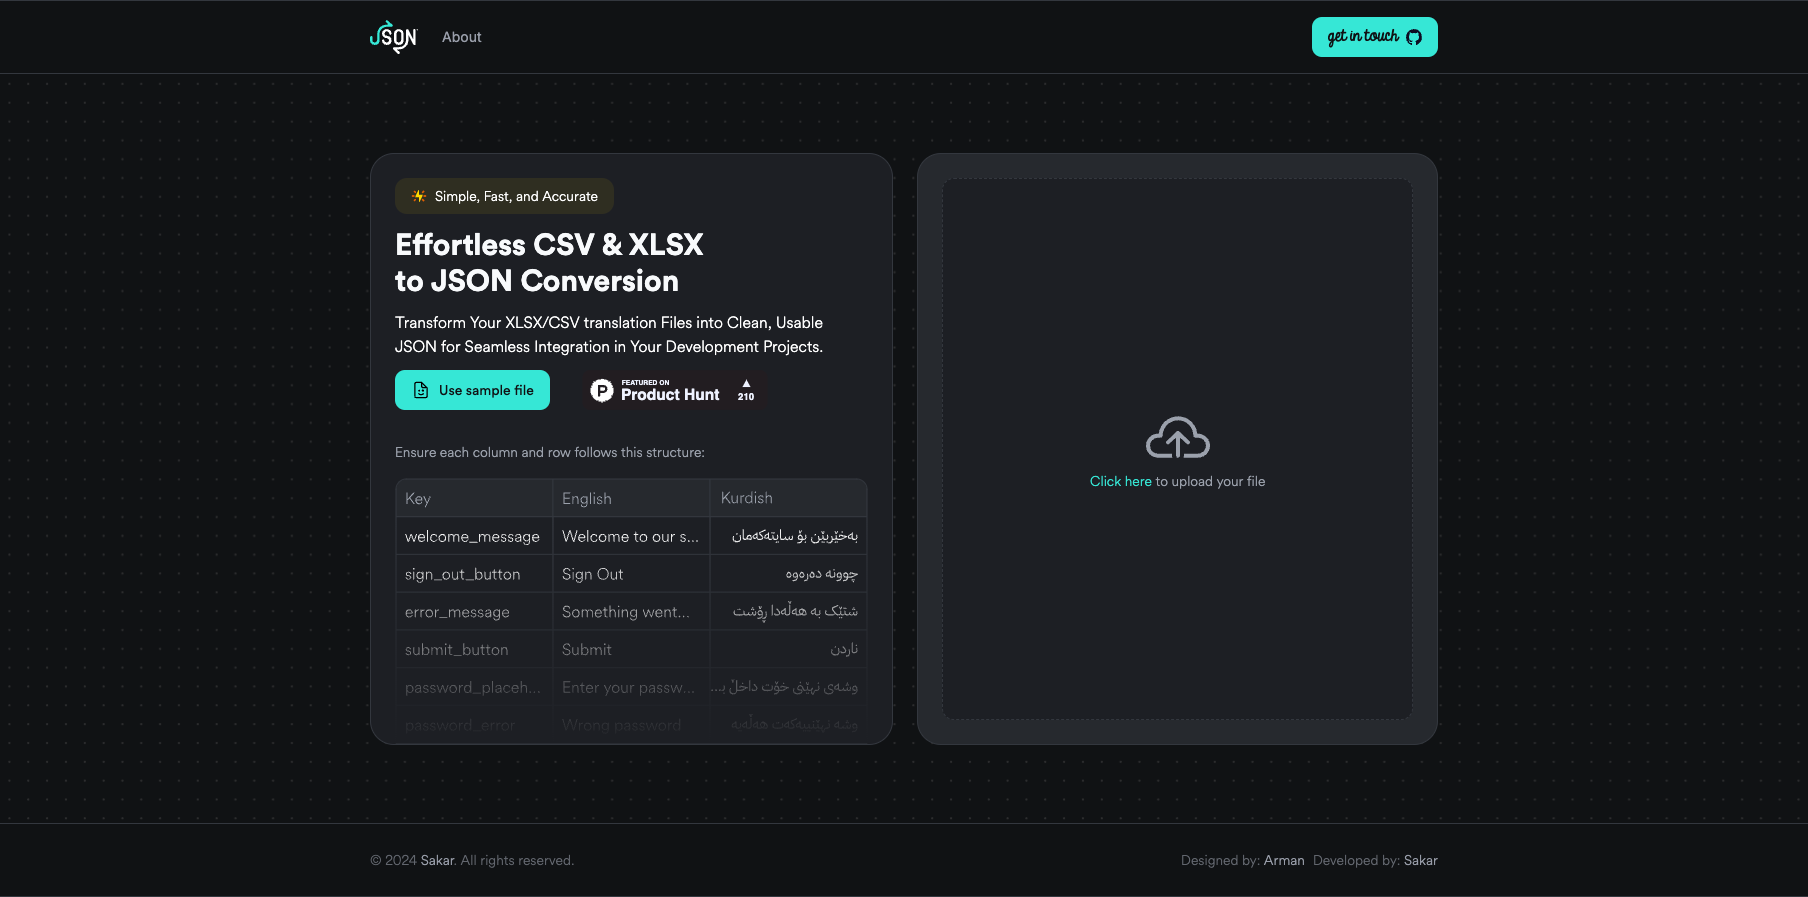 JSON
About
get in touch
Simple, Fast, and Accurate
Effortless CSV & XLSX
to JSON Conversion
Transform Your XLSX/CSV translation Files into Clean, Usable
JSON for Seamless Integration in Your Development Projects.
Use sample file
FEATURED ON
Product Hunt
210
Ensure each column and row follows this structure:
Key English Kurdish
welcome_message Welcome to our s... بەخێربێن بۆ سایتەکەمان
sign_out_button Sign Out چوونە دەرەوە
error_message Something went... شتێک بە هەڵەدا ڕۆشت
submit_button Submit ناردن
password_placeh... Enter your passw... وشەی نهێنی خۆت داخڵ بـ...
password_error Wrong password وشە نهێنییەکەت هەڵەیە
Click here to upload your file
© 2024 Sakar. All rights reserved.
Designed by: Arman Developed by: Sakar